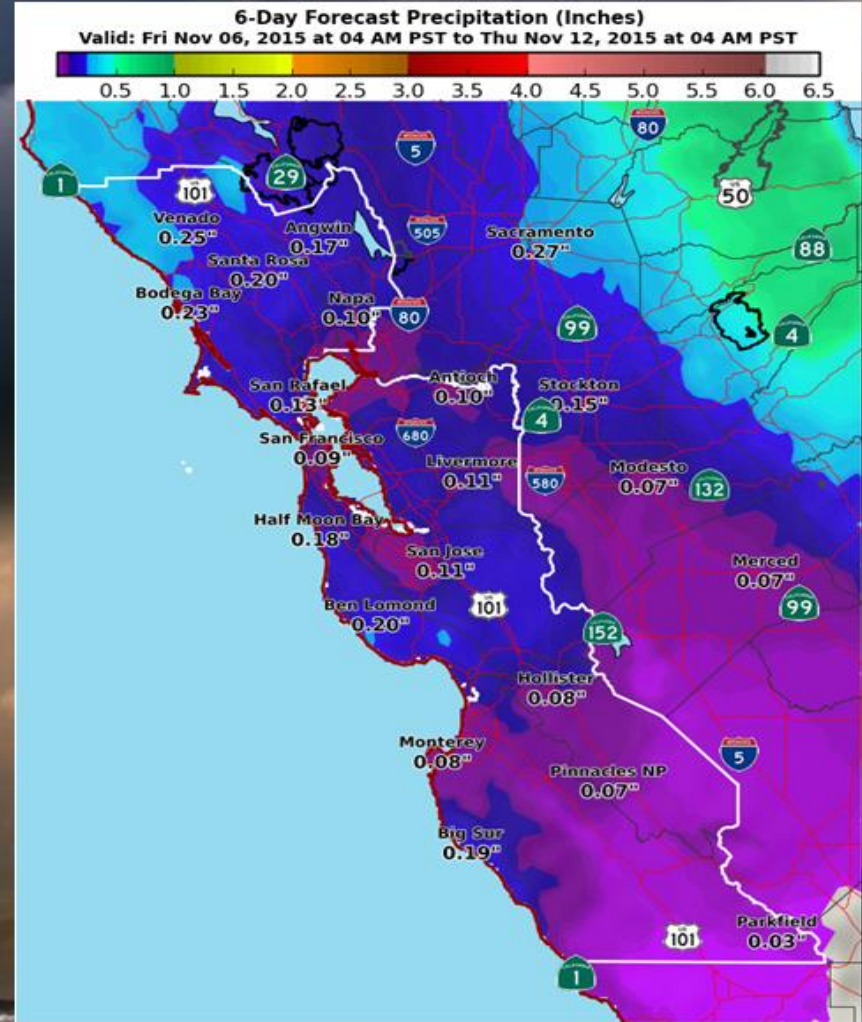 6-Day Forecast Precipitation (Inches)
Valid: Fri Nov 06, 2015 at 04 AM PST to Thu Nov 12, 2015 at 04 AM PST
0.5 1.0 1.5 2.0 2.5 3.0 3.5 4.0 4.5 5.0 5.5 6.0 6.5
80
5
29
1
US
101
US
50
Venado
0.25"
Angwin
0.17"
505
Sacramento
0.27"
88
Santa Rosa
0.20"
Bodega Bay
0.23"
Napa
0.10"
80
99
4
San Rafael
0.13"
Antioch
0.10"
Stockton
0.15"
4
San Francisco
0.09"
680
Livermore
0.11"
580
Modesto
0.07"
132
Half Moon Bay
0.18"
San Jose
0.11"
Merced
0.07"
99
Ben Lomond
0.20"
US
101
152
Hollister
0.08"
Monterey
0.08"
5
Pinnacles NP
0.07"
Big Sur
0.19"
Parkfield
0.03"
US
101
1